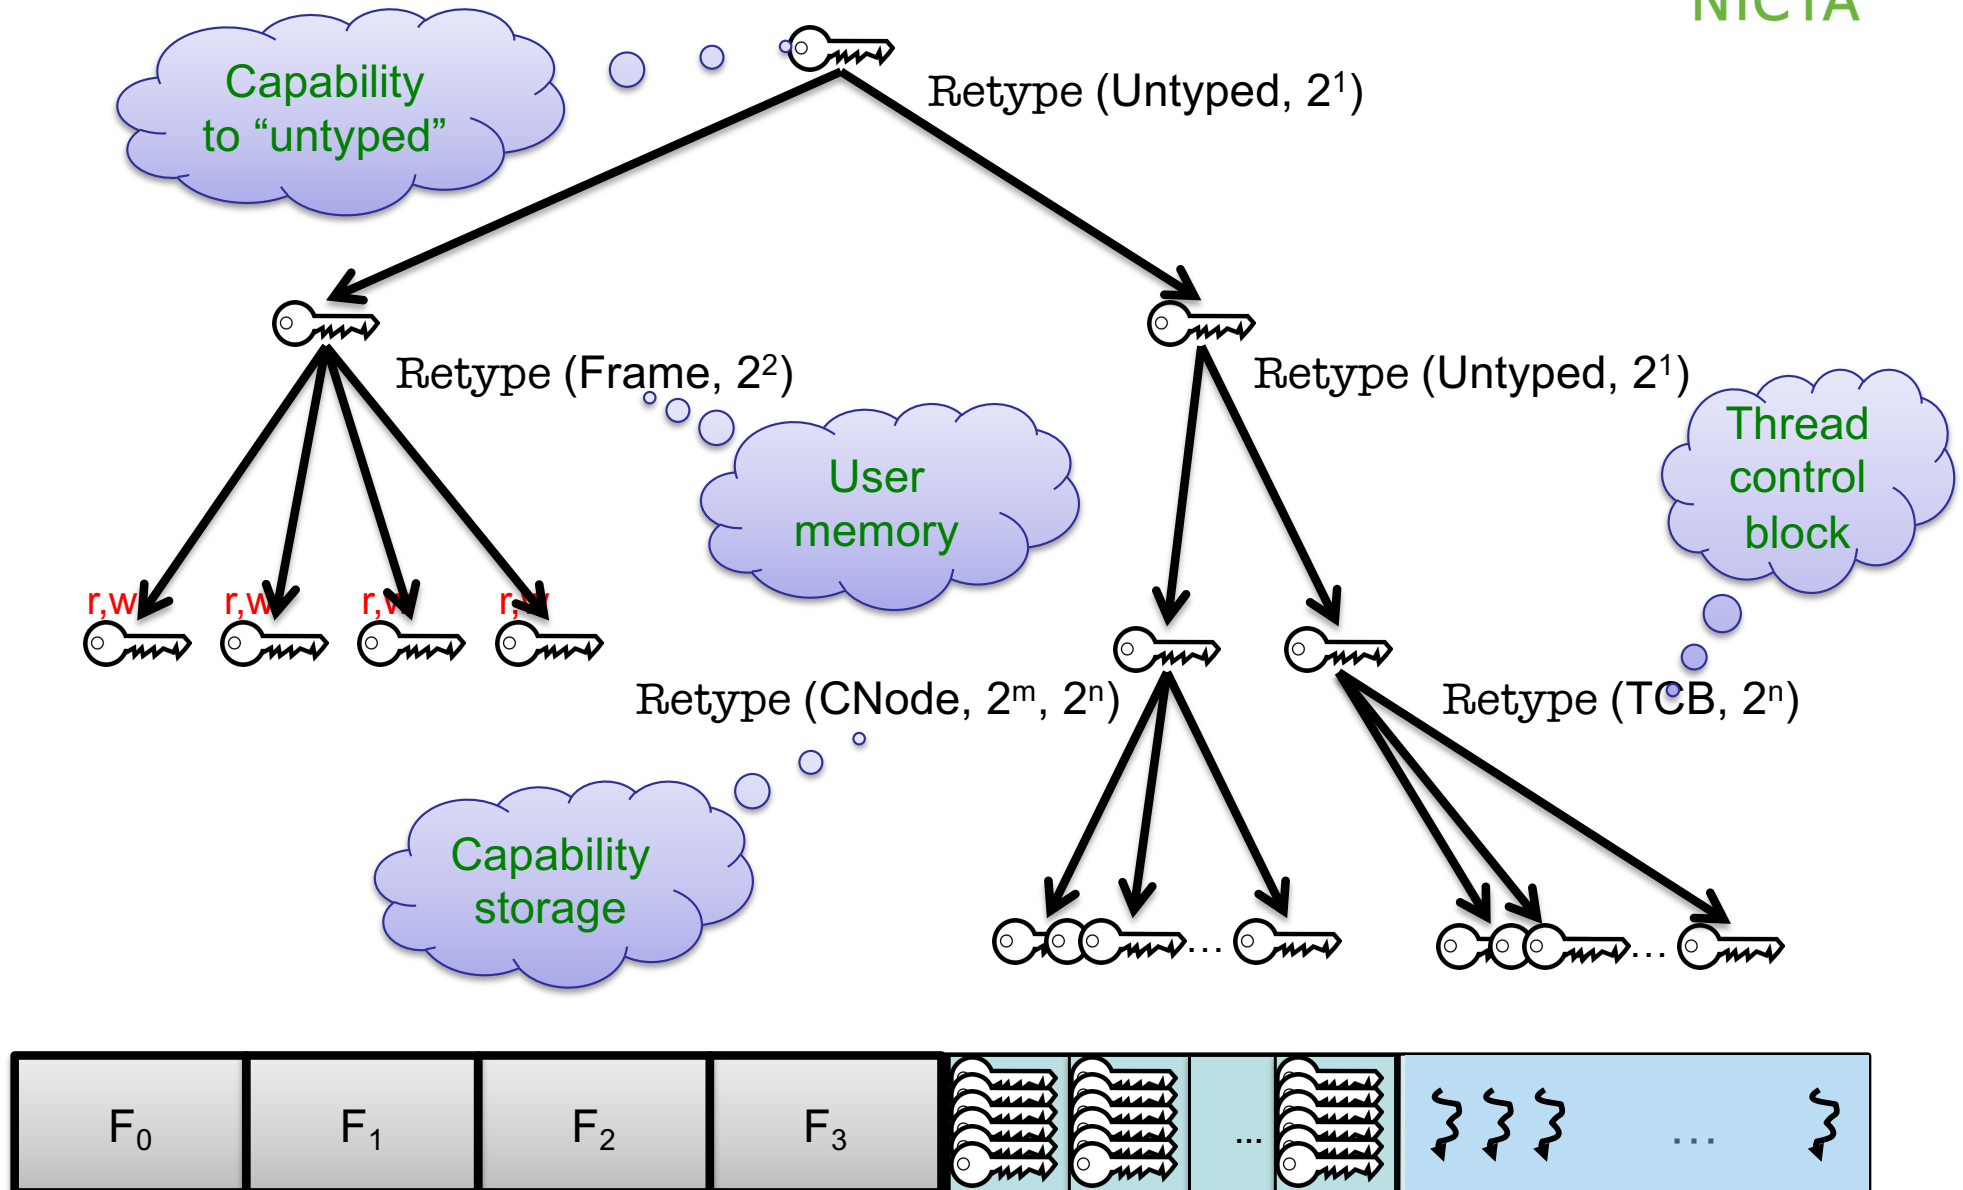 NICTA
Capability
to “untyped”
Retype (Untyped, 2¹)
Retype (Frame, 2²)
Retype (Untyped, 2¹)
User
memory
Thread
control
block
r,w r,w r,w r,w
Retype (CNode, 2ᵐ, 2ⁿ)
Retype (TCB, 2ⁿ)
Capability
storage
... ...
F₀ F₁ F₂ F₃ ... ...